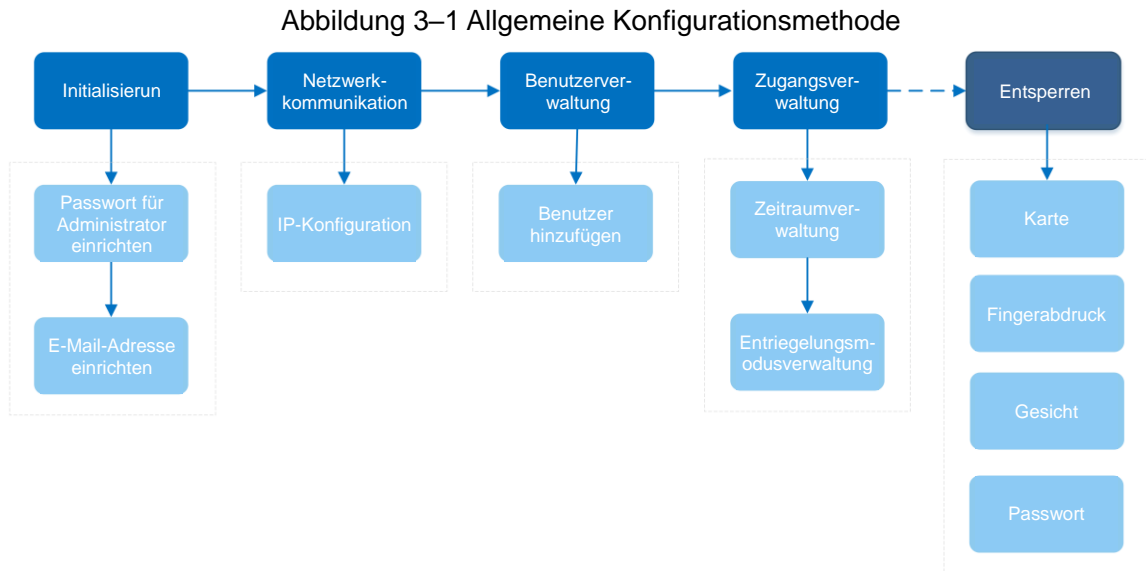 Abbildung 3–1 Allgemeine Konfigurationsmethode
Initialisierun
Netzwerk-
kommunikation
Benutzerver-
waltung
Zugangsver-
waltung
Entsperren
Passwort für
Administrator
einrichten
E-Mail-Adresse
einrichten
IP-Konfiguration
Benutzer
hinzufügen
Zeitraumver-
waltung
Entriegelungsm-
odusverwaltung
Karte
Fingerabdruck
Gesicht
Passwort